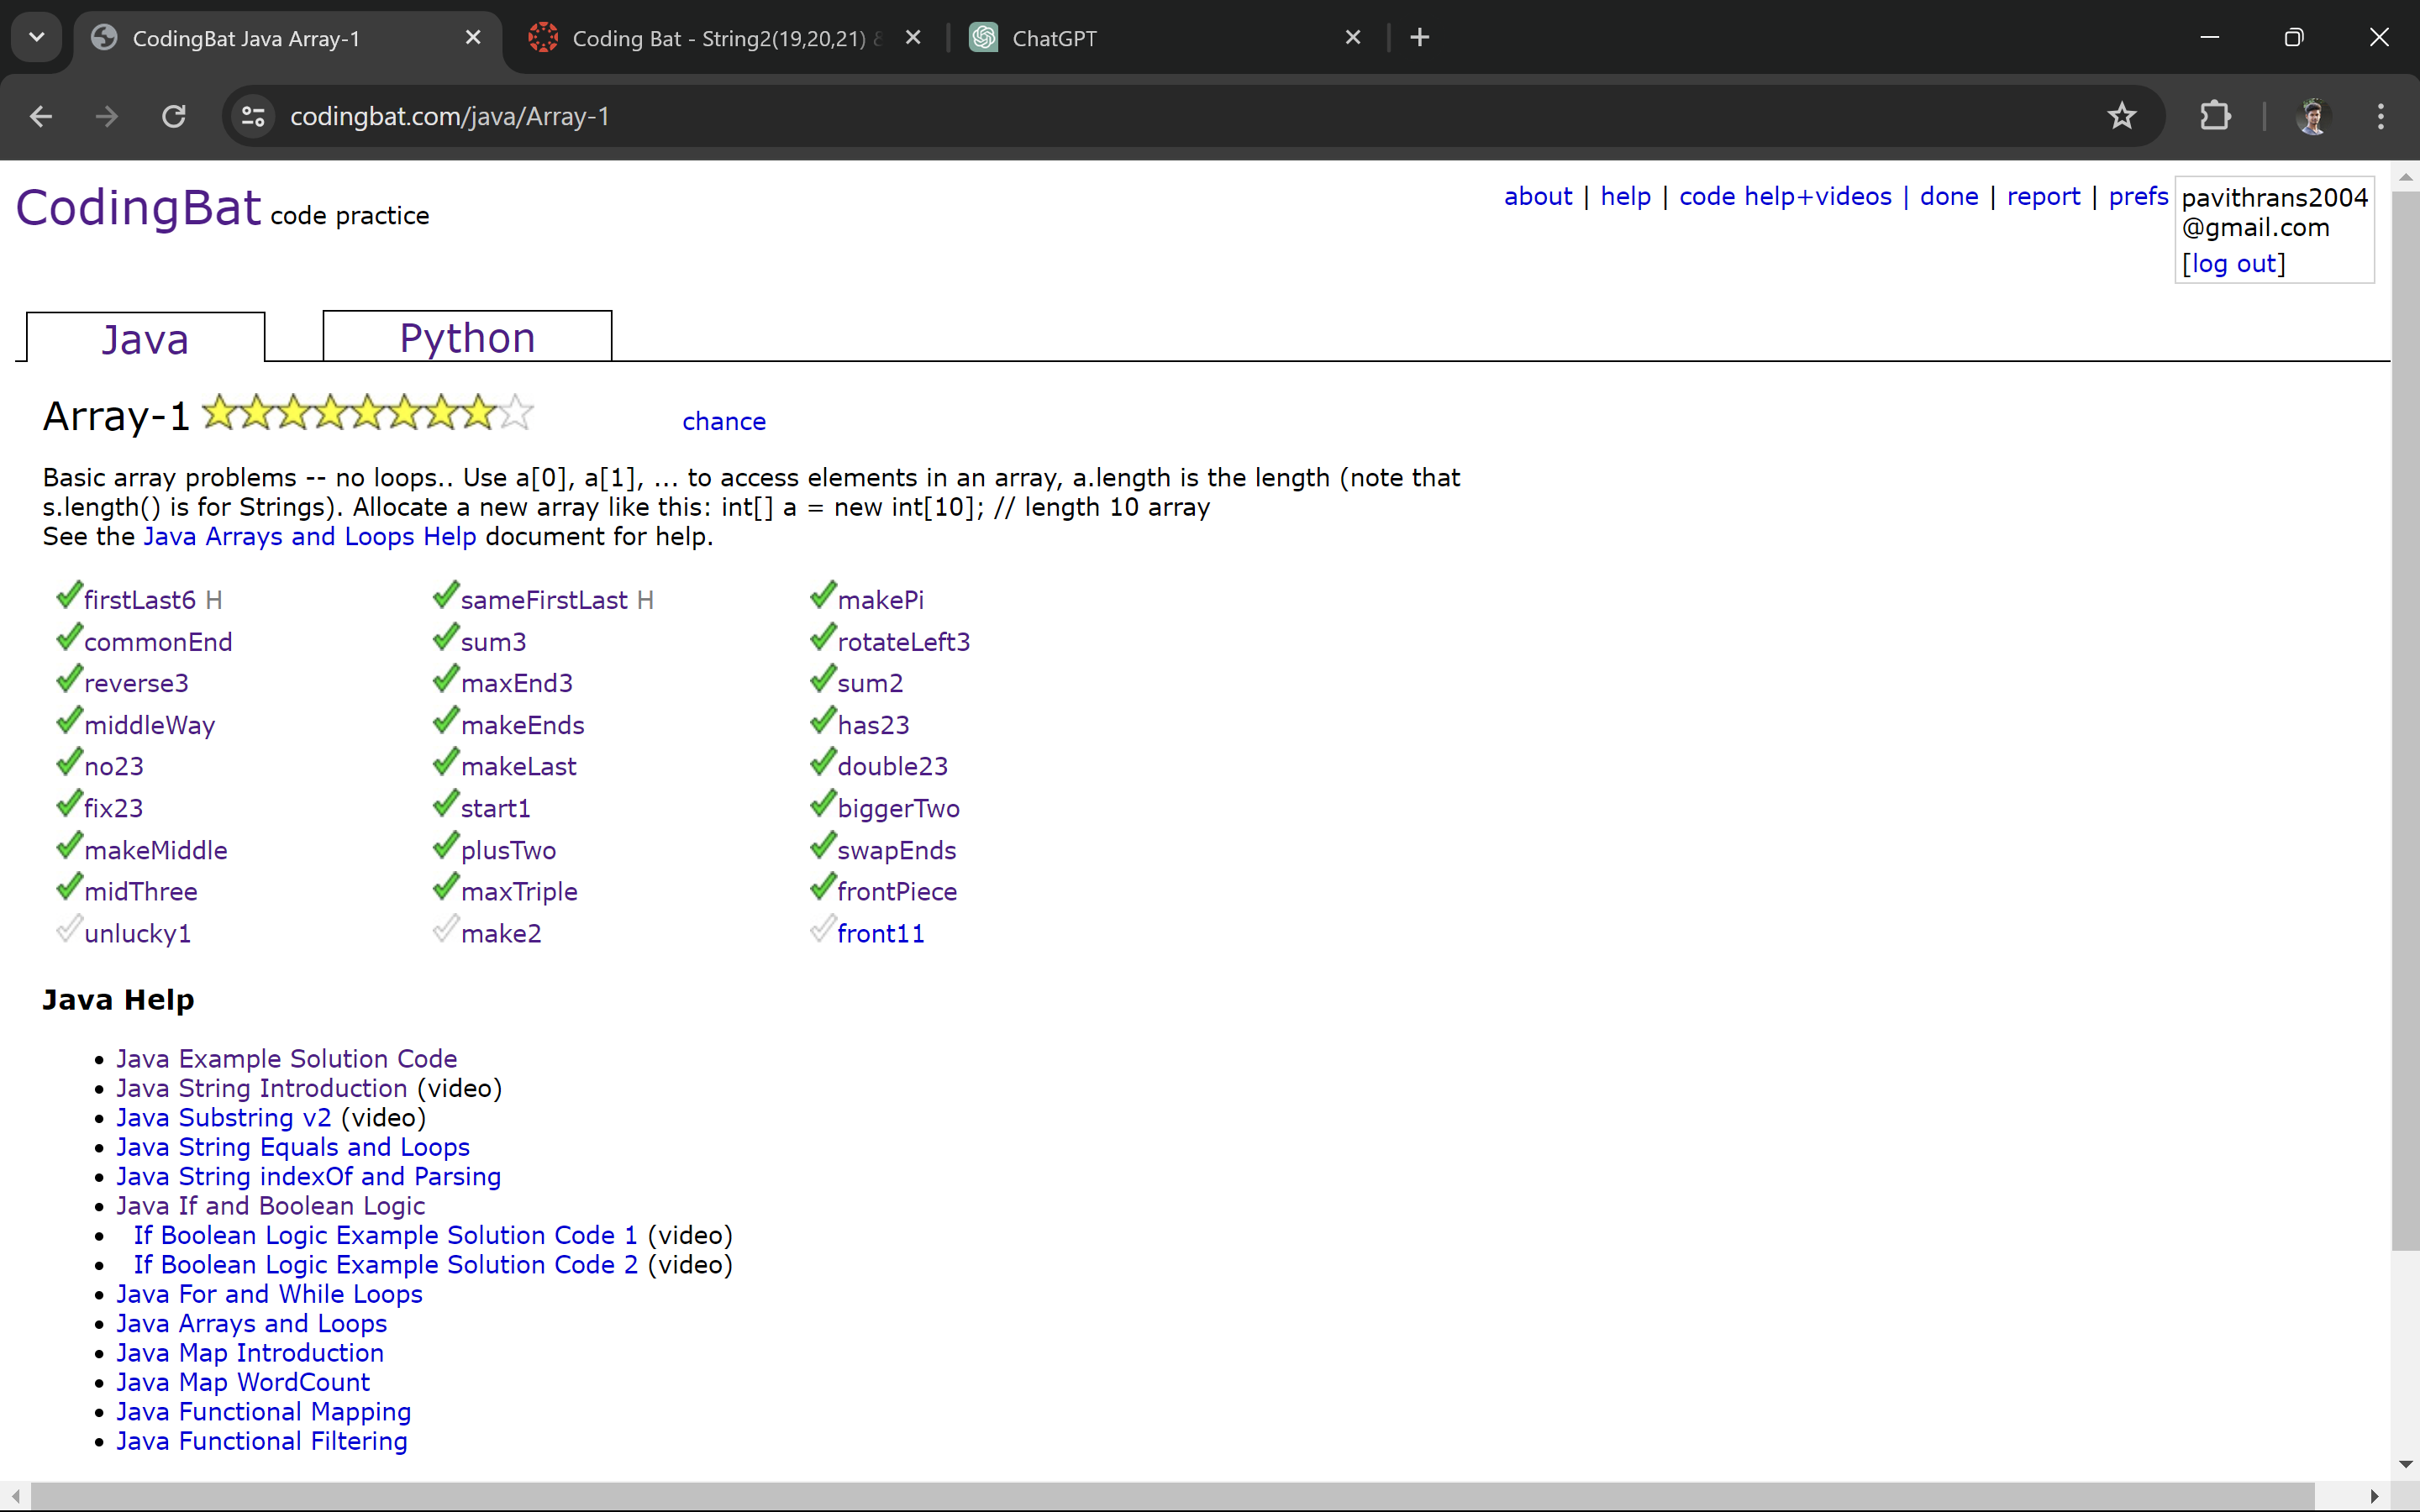 CodingBat Java Array-1
Coding Bat - String2(19,20,21)
ChatGPT
codingbat.com/java/Array-1
CodingBat code practice
about | help | code help+videos | done | report | prefs
pavithrans2004
@gmail.com
[log out]
Java
Python
Array-1
chance
Basic array problems -- no loops.. Use a[0], a[1], ... to access elements in an array, a.length is the length (note that
s.length() is for Strings). Allocate a new array like this: int[] a = new int[10]; // length 10 array
See the Java Arrays and Loops Help document for help.
firstLast6 H
sameFirstLast H
makePi
commonEnd
sum3
rotateLeft3
reverse3
maxEnd3
sum2
middleWay
makeEnds
has23
no23
makeLast
double23
fix23
start1
biggerTwo
makeMiddle
plusTwo
swapEnds
midThree
maxTriple
frontPiece
unlucky1
make2
front11
Java Help
Java Example Solution Code
Java String Introduction (video)
Java Substring v2 (video)
Java String Equals and Loops
Java String indexOf and Parsing
Java If and Boolean Logic
If Boolean Logic Example Solution Code 1 (video)
If Boolean Logic Example Solution Code 2 (video)
Java For and While Loops
Java Arrays and Loops
Java Map Introduction
Java Map WordCount
Java Functional Mapping
Java Functional Filtering